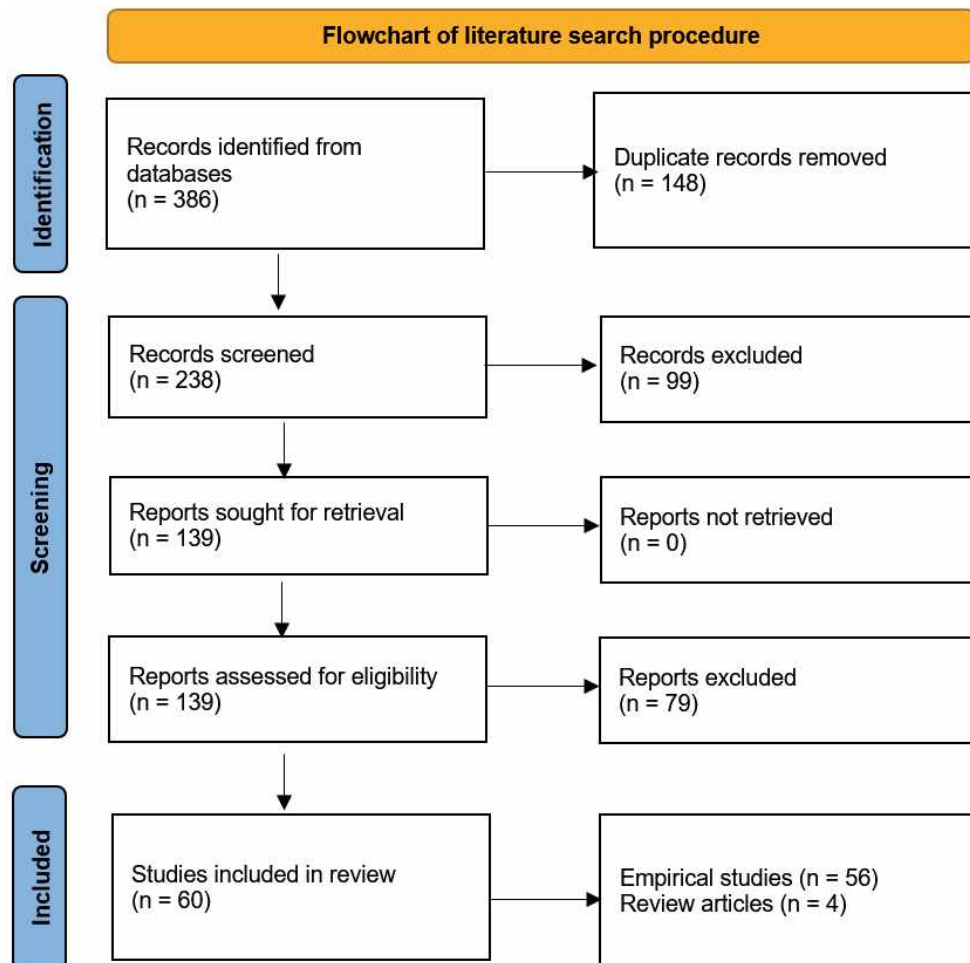 Flowchart of literature search procedure
Identification
Records identified from
databases
(n = 386)
Duplicate records removed
(n = 148)
Screening
Records screened
(n = 238)
Records excluded
(n = 99)
Reports sought for retrieval
(n = 139)
Reports not retrieved
(n = 0)
Reports assessed for eligibility
(n = 139)
Reports excluded
(n = 79)
Included
Studies included in review
(n = 60)
Empirical studies (n = 56)
Review articles (n = 4)